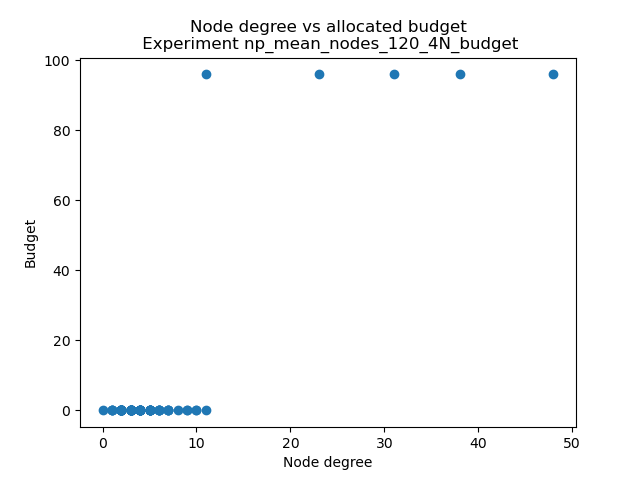 Node degree vs allocated budget
Experiment np_mean_nodes_120_4N_budget
100
80
60
40
20
0
Budget
0 10 20 30 40 50
Node degree